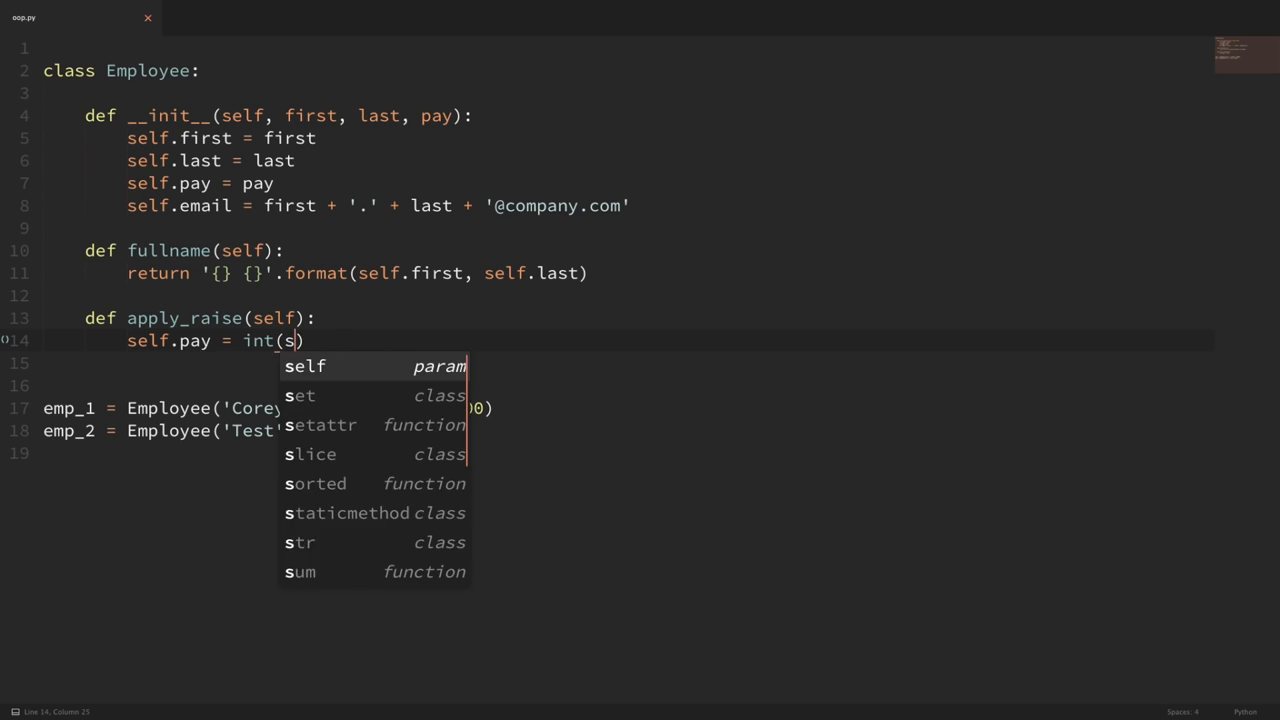 oop.py
1
2 class Employee:
3
4 def __init__(self, first, last, pay):
5 self.first = first
6 self.last = last
7 self.pay = pay
8 self.email = first + '.' + last + '@company.com'
9
10 def fullname(self):
11 return '{} {}'.format(self.first, self.last)
12
13 def apply_raise(self):
14 self.pay = int(s)
15
self param
16
set class
17 emp_1 = Employee('Corey 00)
setattr function
18 emp_2 = Employee('Test'
19
slice class
sorted function
staticmethod class
str class
sum function
Line 14, Column 25
Spaces: 4
Python